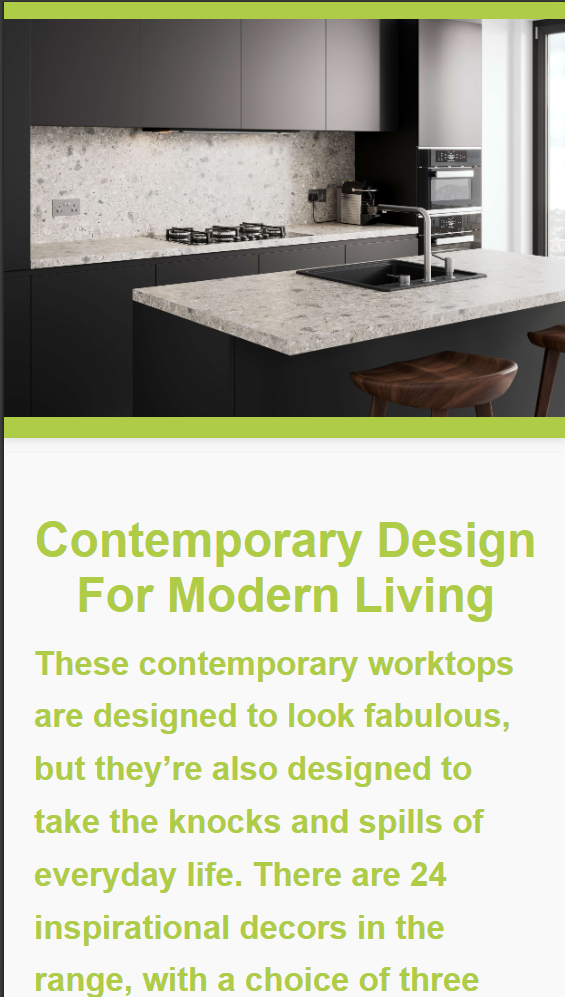 Contemporary Design
For Modern Living
These contemporary worktops
are designed to look fabulous,
but they’re also designed to
take the knocks and spills of
everyday life. There are 24
inspirational decors in the
range, with a choice of three